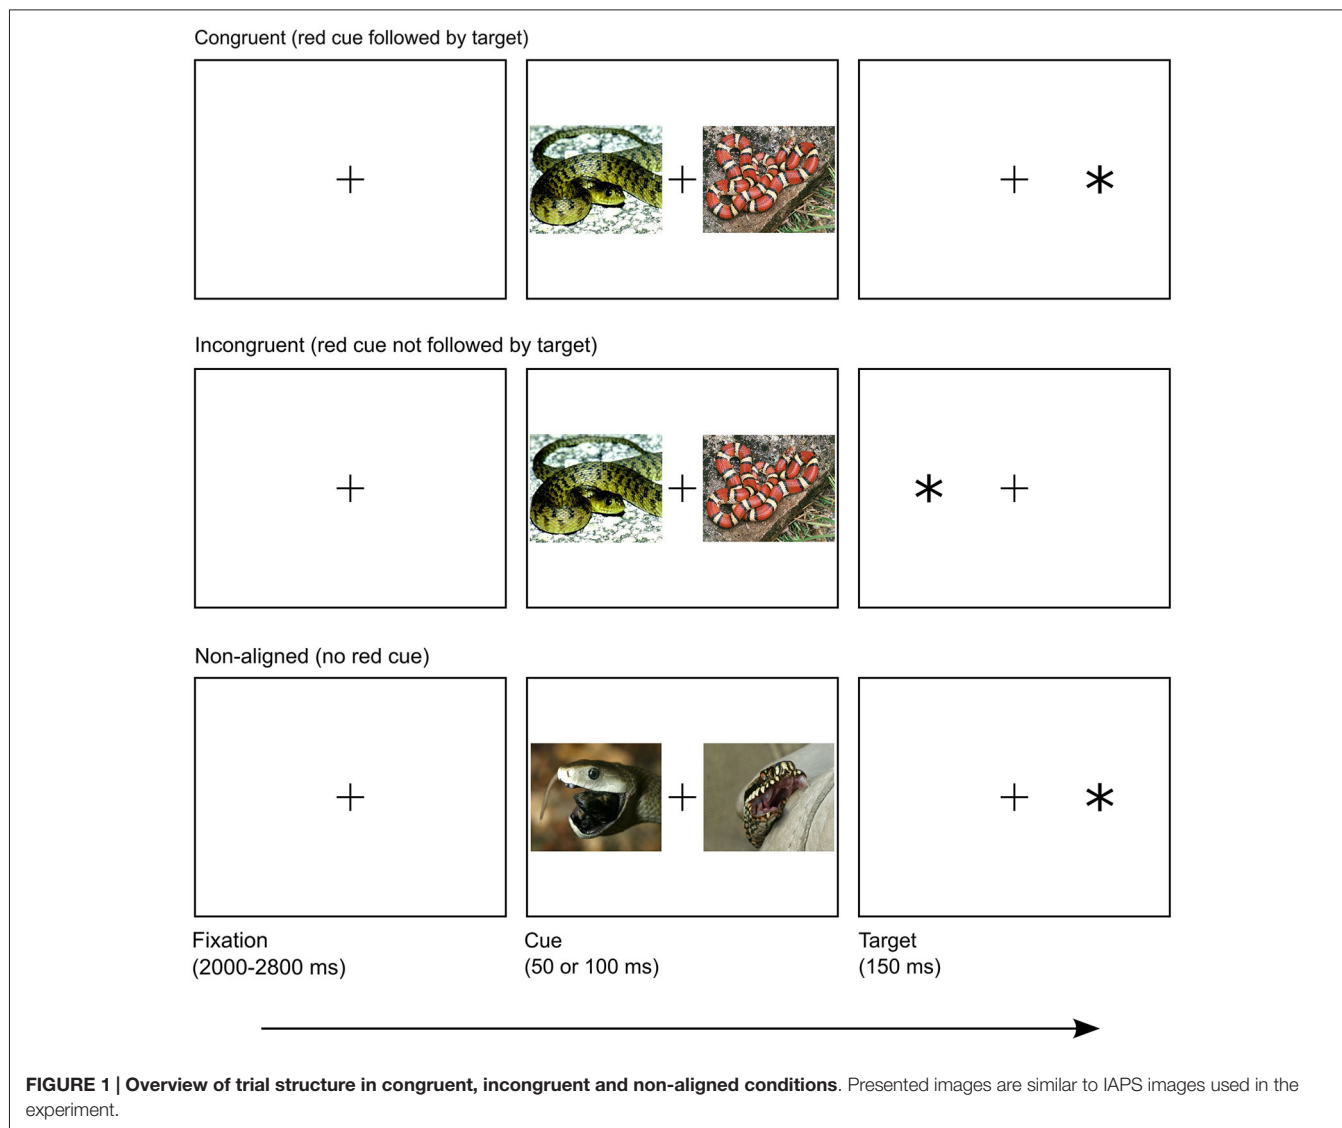 Congruent (red cue followed by target)
Incongruent (red cue not followed by target)
Non-aligned (no red cue)
Fixation
(2000-2800 ms)
Cue
(50 or 100 ms)
Target
(150 ms)
FIGURE 1 | Overview of trial structure in congruent, incongruent and non-aligned conditions. Presented images are similar to IAPS images used in the
experiment.